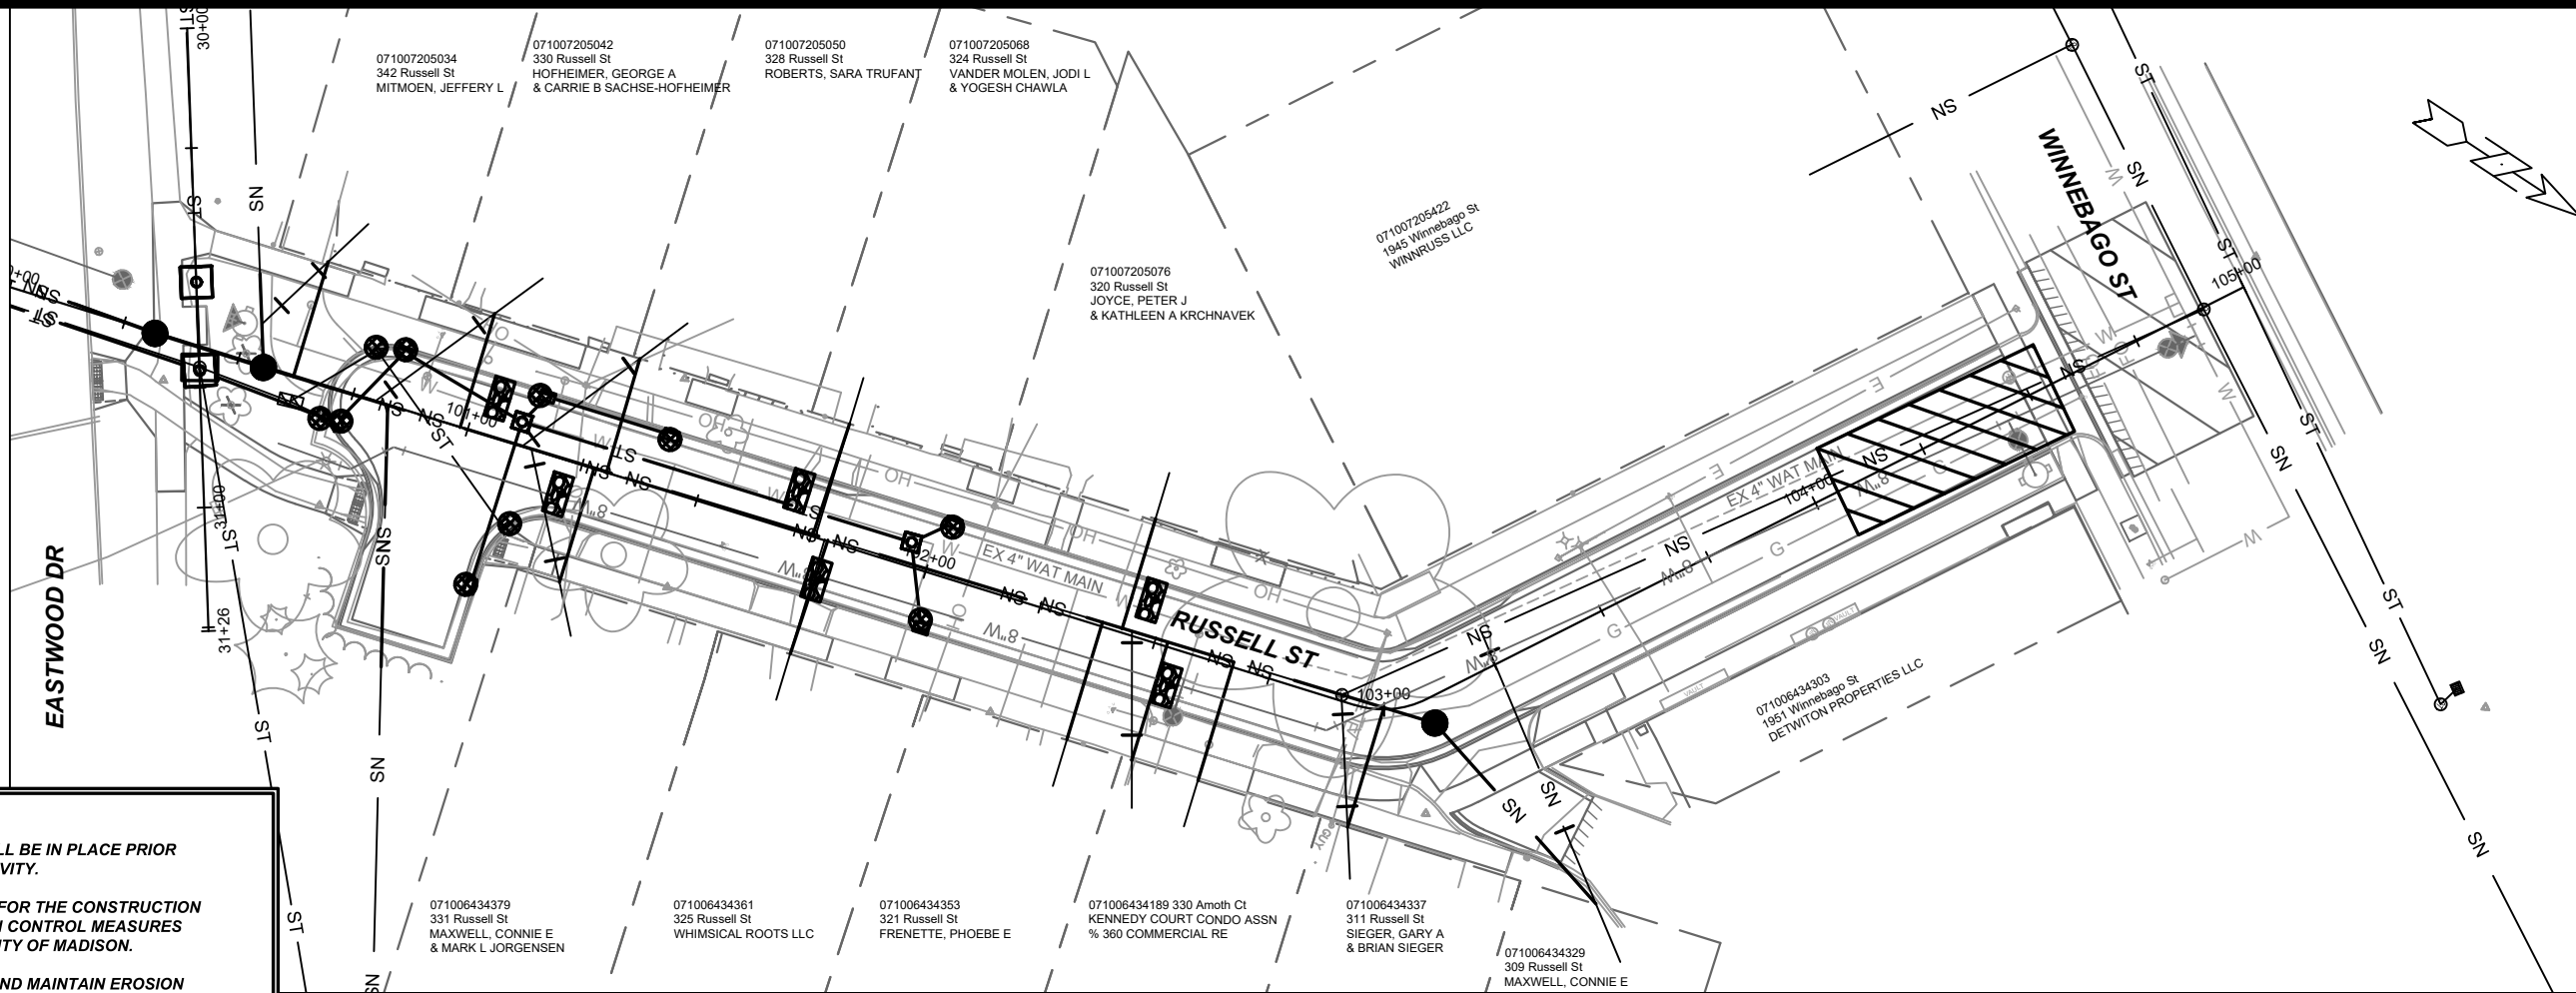 30+00
071007205034
342 Russell St
MITMOEN, JEFFERY L
071007205042
330 Russell St
HOFHEIMER, GEORGE A
& CARRIE B SACHSE-HOFHEIMER
071007205050
328 Russell St
ROBERTS, SARA TRUFANT
071007205068
324 Russell St
VANDER MOLEN, JODI L
& YOGESH CHAWLA
071007205076
320 Russell St
JOYCE, PETER J
& KATHLEEN A KRCHNAVEK
071007205422
1945 Winnebago St
WINNRUSS LLC
WINNEBAGO ST
105+00
104+00
EX 4" WAT MAIN
101+00
EX 4" WAT MAIN
RUSSELL ST
103+00
31+00
31+26
EASTWOOD DR
VAULT
VAULT
GUY
071006434303
1951 Winnebago St
DETWITON PROPERTIES LLC
071006434379
331 Russell St
MAXWELL, CONNIE E
& MARK L JORGENSEN
071006434361
325 Russell St
WHIMSICAL ROOTS LLC
071006434353
321 Russell St
FRENETTE, PHOEBE E
071006434189 330 Amoth Ct
KENNEDY COURT CONDO ASSN
% 360 COMMERCIAL RE
071006434337
311 Russell St
SIEGER, GARY A
& BRIAN SIEGER
071006434329
309 Russell St
MAXWELL, CONNIE E
LL BE IN PLACE PRIOR
VITY.
FOR THE CONSTRUCTION
N CONTROL MEASURES
ITY OF MADISON.
ND MAINTAIN EROSION